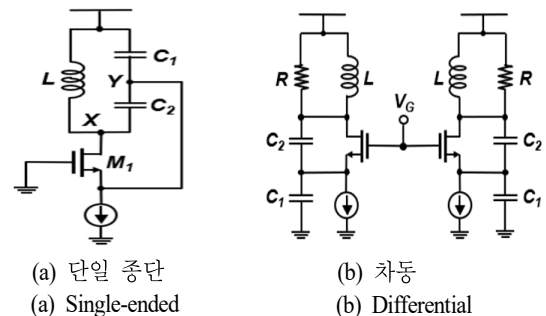 C1
L
Y
C2
X
M1
R
L
L
R
VG
C2
C2
C1
C1
(a) 단일 종단
(b) 차동
(a) Single-ended
(b) Differential